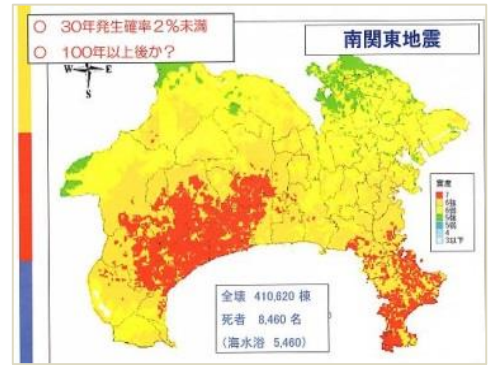 ○ 30年発生確率2%未満
○ 100年以上後か?
南関東地震
W E
S
震度
7
6強
6弱
5強
5弱
4
3以下
全壊 410,620 棟
死者 8,460 名
(海水浴 5,460)